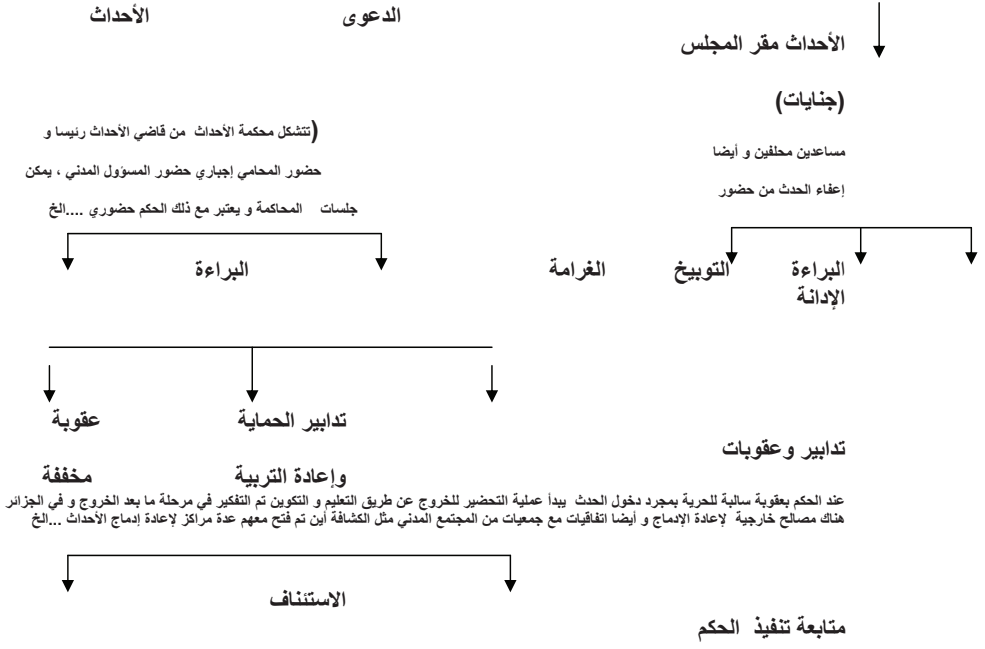 الدعوى الأحداث
الأحداث مقر المجلس
(جنايات)
(تتشكل محكمة الأحداث من قاضي الأحداث رئيسا و
مساعدين محلفين و أيضا
حضور المحامي إجباري حضور المسؤول المدني ، يمكن
إعفاء الحدث من حضور
جلسات المحاكمة و يعتبر مع ذلك الحكم حضوري ....الخ
البراءة التوبيخ الغرامة البراءة
الإدانة
تدابير الحماية عقوبة
تدابير وعقوبات
وإعادة التربية مخففة
عند الحكم بعقوبة سالبة للحرية بمجرد دخول الحدث يبدأ عملية التحضير للخروج عن طريق التعليم و التكوين تم التفكير في مرحلة ما بعد الخروج و في الجزائر
هناك مصالح خارجية لإعادة الإدماج و أيضا اتفاقيات مع جمعيات من المجتمع المدني مثل الكشافة أين تم فتح معهم عدة مراكز لإعادة إدماج الأحداث ...الخ
الاستئناف
متابعة تنفيذ الحكم